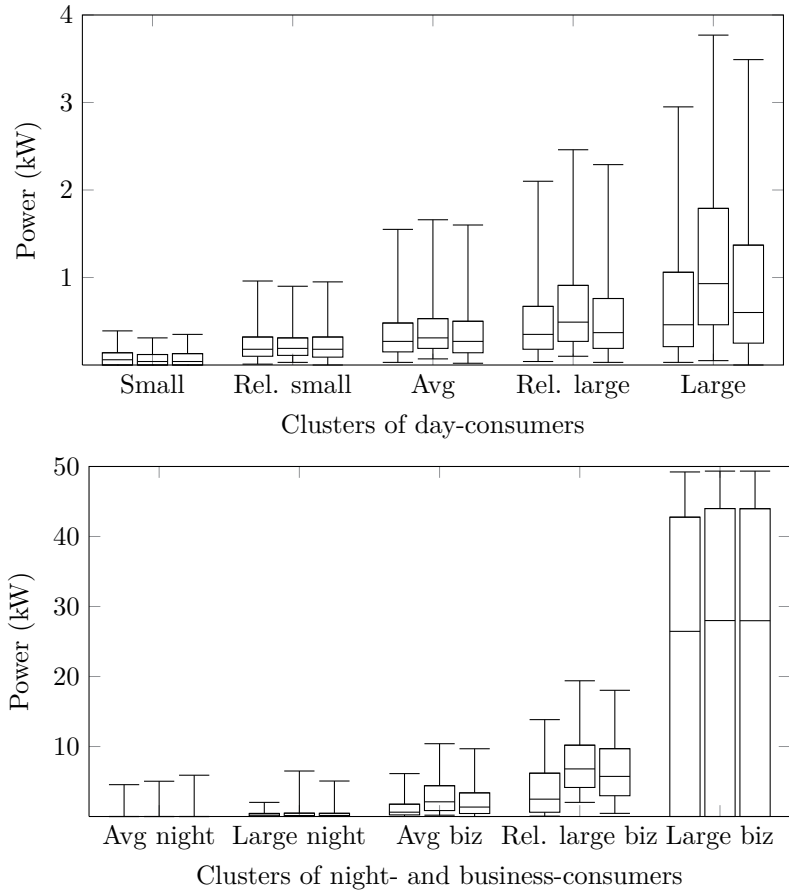 4
3
2
1
Power (kW)
Small Rel. small Avg Rel. large Large
Clusters of day-consumers
50
40
30
20
10
Power (kW)
Avg night Large night Avg biz Rel. large biz Large biz
Clusters of night- and business-consumers